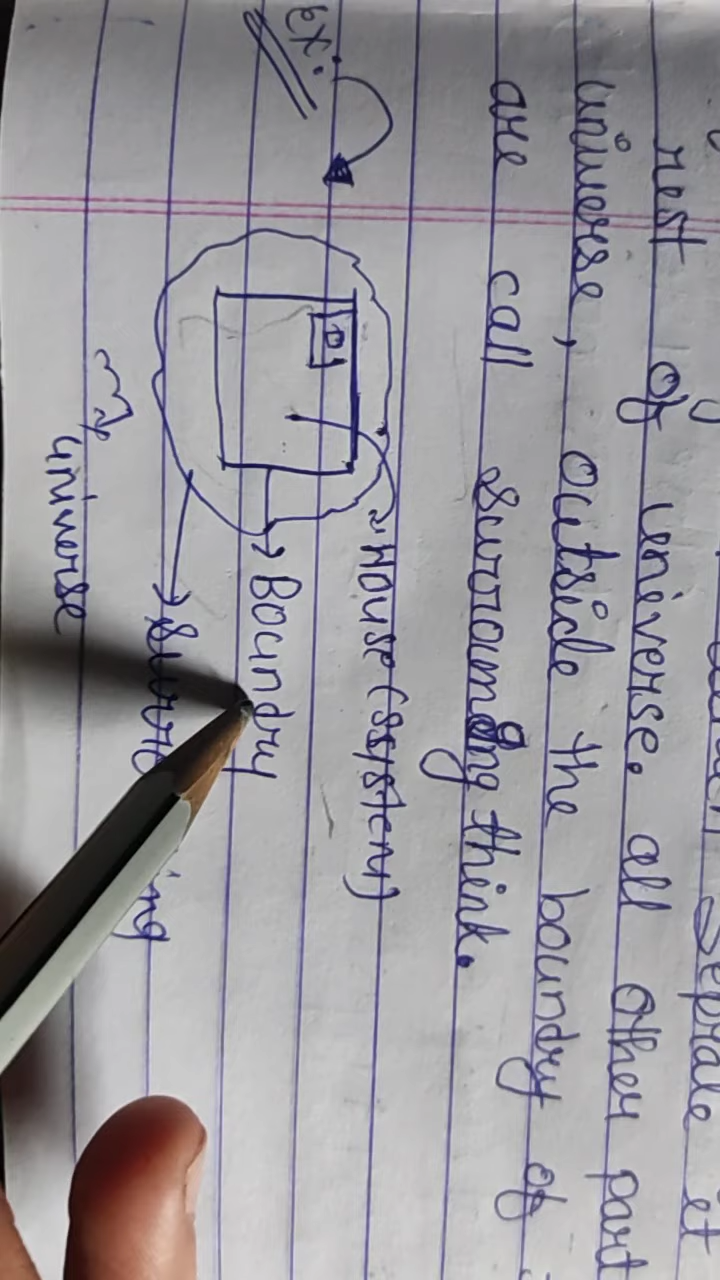 seprate it
rest of universe. all other part
universe, outside the boundry of
are call surrounding think.
Ex.
House (System)
Boundry
universe